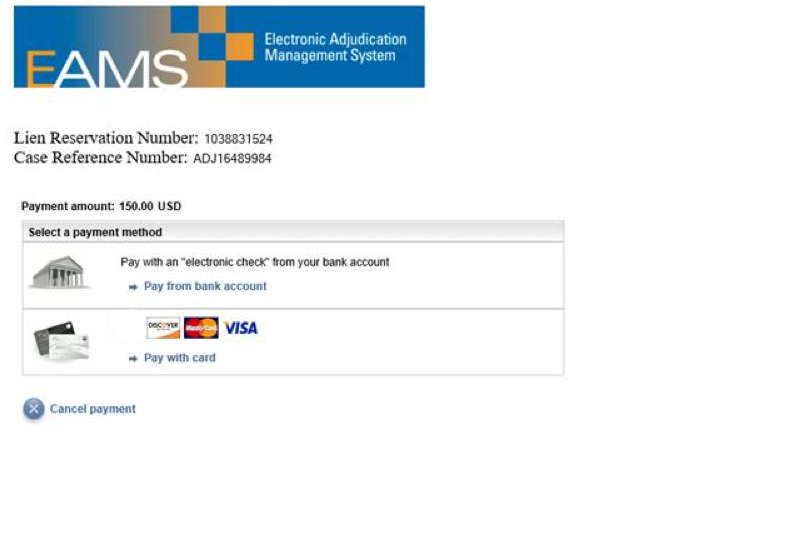 EAMS
Electronic Adjudication
Management System
Lien Reservation Number: 1038831524
Case Reference Number: ADJ16489984
Payment amount: 150.00 USD
Select a payment method
Pay with an "electronic check" from your bank account
Pay from bank account
DISCOVER MasterCard VISA
Pay with card
Cancel payment